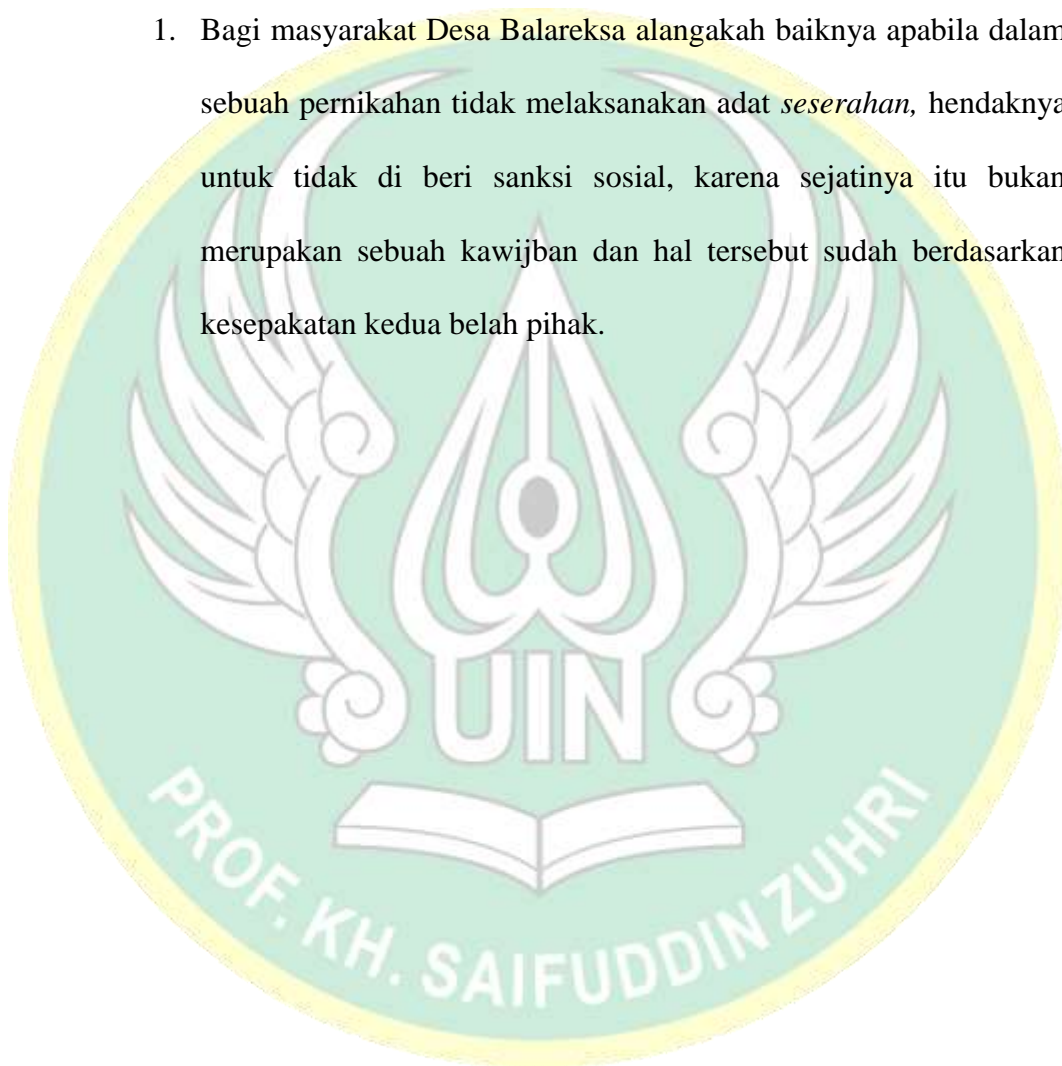 1. Bagi masyarakat Desa Balareksa alangakah baiknya apabila dalam
sebuah pernikahan tidak melaksanakan adat seserahan, hendaknya
untuk tidak di beri sanksi sosial, karena sejatinya itu bukan
merupakan sebuah kawijban dan hal tersebut sudah berdasarkan
kesepakatan kedua belah pihak.
UIN
PROF. KH. SAIFUDDIN ZUHRI